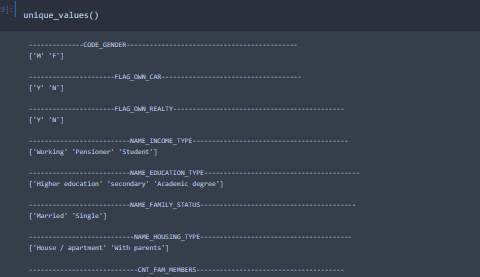 unique_values()
--------------CODE_GENDER--------------------------------------------
['M' 'F']
----------------------FLAG_OWN_CAR------------------------------------
['Y' 'N']
----------------------FLAG_OWN_REALTY--------------------------------------------
['Y' 'N']
--------------------------NAME_INCOME_TYPE----------------------------------------
['Working' 'Pensioner' 'Student']
--------------------------NAME_EDUCATION_TYPE----------------------------------------
['Higher education' 'secondary' 'Academic degree']
--------------------------NAME_FAMILY_STATUS----------------------------------------
['Married' 'Single']
---------------------------NAME_HOUSING_TYPE---------------------------------------
['House / apartment' 'With parents']
----------------------------CNT_FAM_MEMBERS--------------------------------------